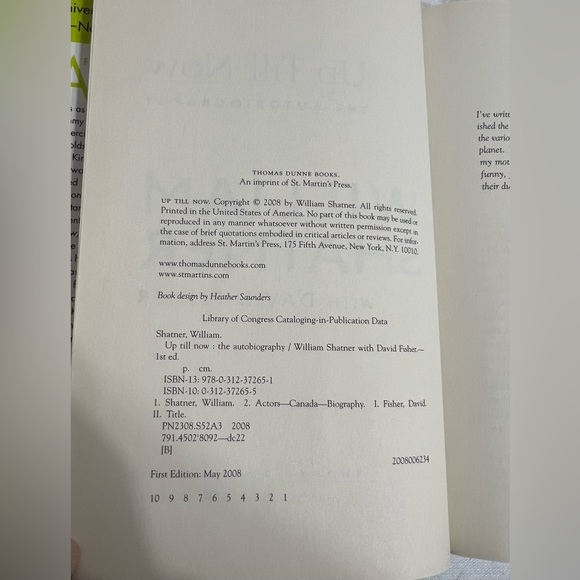 THOMAS DUNNE BOOKS.
An imprint of St. Martin's Press.
UP TILL NOW. Copyright © 2008 by William Shatner. All rights reserved.
Printed in the United States of America. No part of this book may be used or
reproduced in any manner whatsoever without written permission except in
the case of brief quotations embodied in critical articles or reviews. For infor-
mation, address St. Martin's Press, 175 Fifth Avenue, New York, N.Y. 10010.
www.thomasdunnebooks.com
www.stmartins.com
Book design by Heather Saunders
Library of Congress Cataloging-in-Publication Data
Shatner, William.
Up till now : the autobiography / William Shatner with David Fisher.—
1st ed.
p. cm.
ISBN-13: 978-0-312-37265-1
ISBN-10: 0-312-37265-5
1. Shatner, William. 2. Actors—Canada—Biography. I. Fisher, David.
II. Title.
PN2308.S52A3 2008
791.4502'8092—dc22
[B]
2008006234
First Edition: May 2008
10 9 8 7 6 5 4 3 2 1
I've writt
ished the
the vario
planet.
my mot
funny,
their du